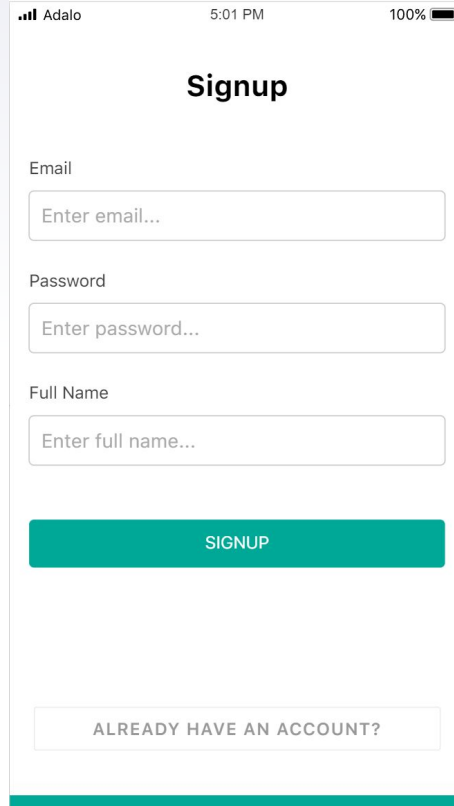 Adalo 5:01 PM 100%
Signup
Email
Enter email...
Password
Enter password...
Full Name
Enter full name...
SIGNUP
ALREADY HAVE AN ACCOUNT?